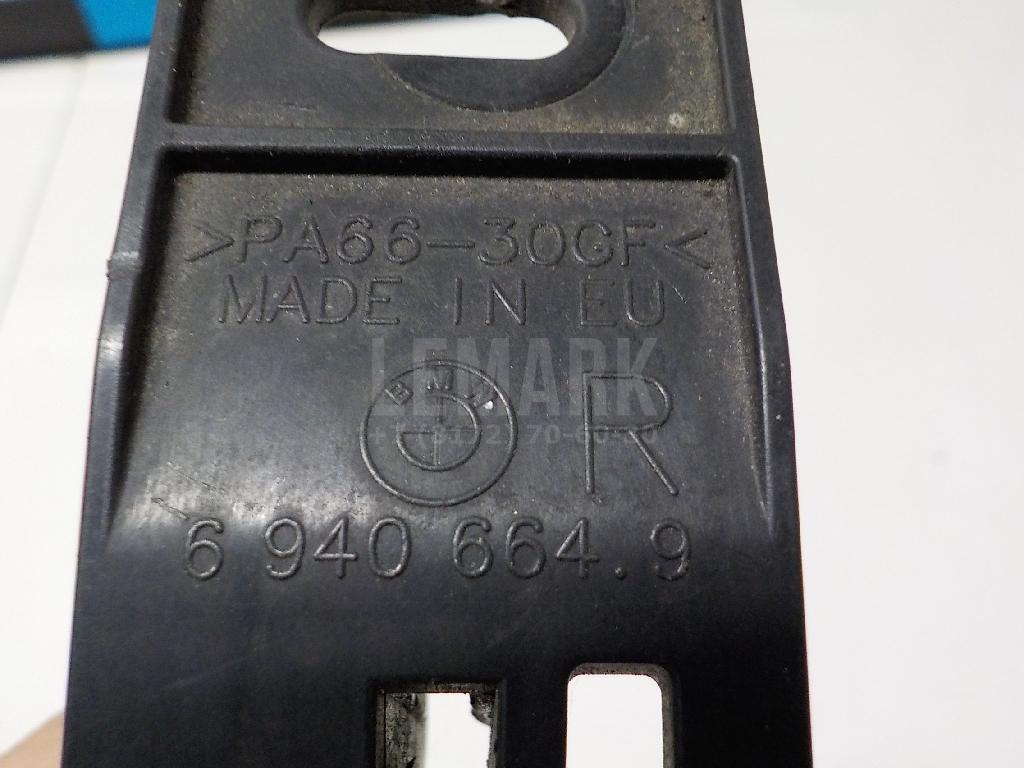 >PA66-30GF<
MADE IN EU
LEMARK
BMW R
6 940 664.9